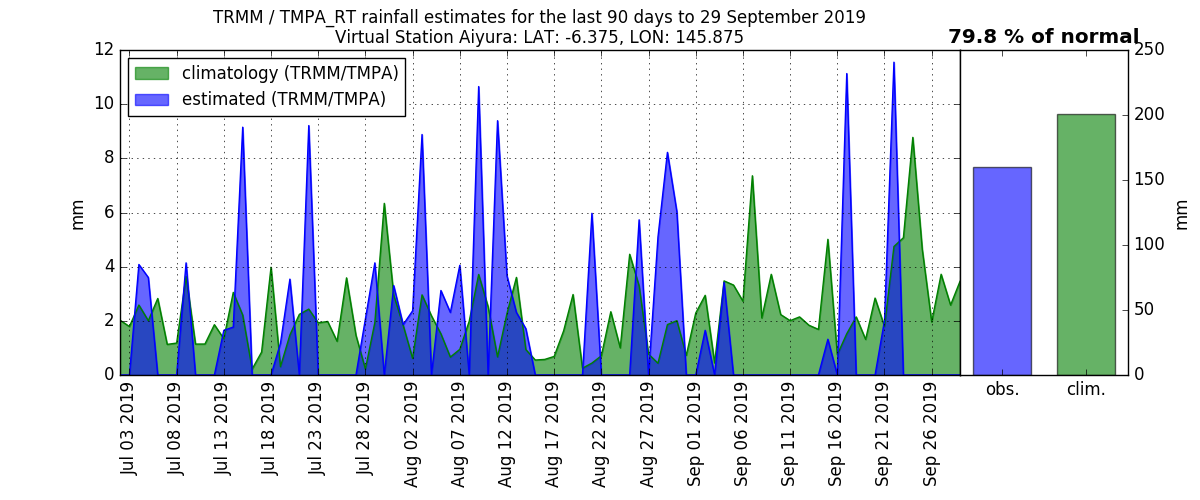 TRMM / TMPA_RT rainfall estimates for the last 90 days to 29 September 2019
Virtual Station Aiyura: LAT: -6.375, LON: 145.875
79.8 % of normal
climatology (TRMM/TMPA)
estimated (TRMM/TMPA)
mm
12
10
8
6
4
2
0
Jul 03 2019
Jul 08 2019
Jul 13 2019
Jul 18 2019
Jul 23 2019
Jul 28 2019
Aug 02 2019
Aug 07 2019
Aug 12 2019
Aug 17 2019
Aug 22 2019
Aug 27 2019
Sep 01 2019
Sep 06 2019
Sep 11 2019
Sep 16 2019
Sep 21 2019
Sep 26 2019
250
200
150
100
50
0
mm
obs.
clim.